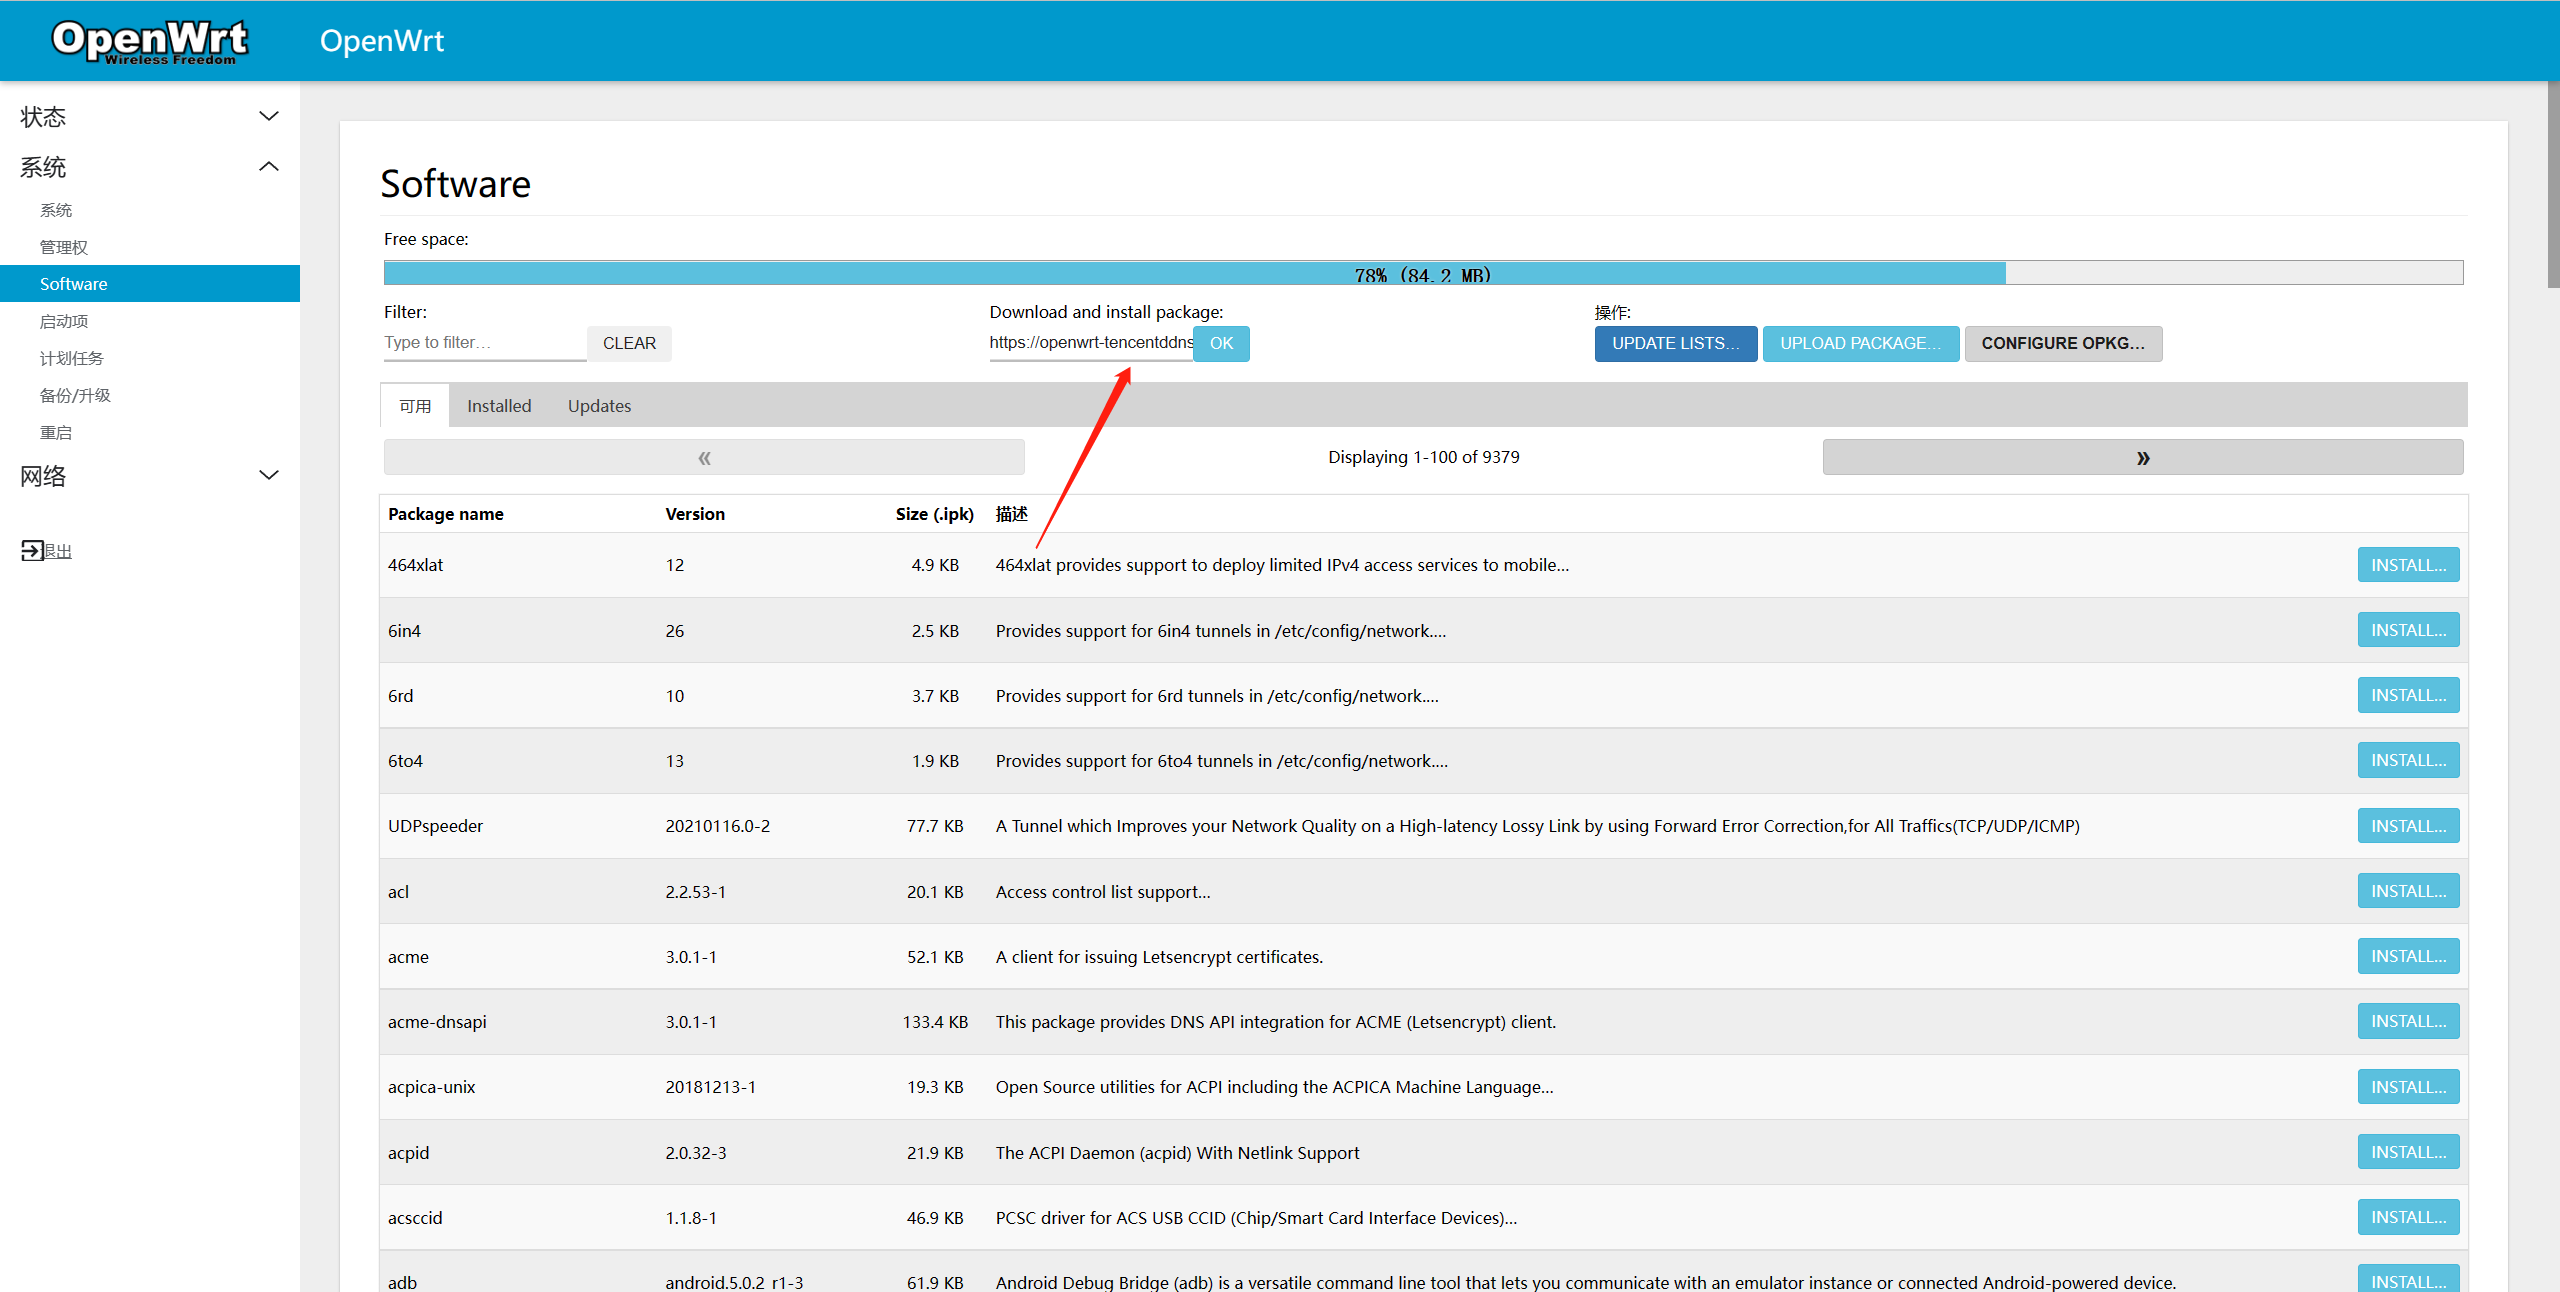 OpenWrt
Wireless Freedom
OpenWrt
状态
系统
系统
管理权
Software
启动项
计划任务
备份/升级
重启
网络
退出
Software
Free space:
78% (84.2 MB)
Filter:
Type to filter…
CLEAR
Download and install package:
https://openwrt-tencentddns
OK
操作:
UPDATE LISTS…
UPLOAD PACKAGE…
CONFIGURE OPKG…
可用 Installed Updates
« Displaying 1-100 of 9379 »
Package name Version Size (.ipk) 描述
464xlat 12 4.9 KB 464xlat provides support to deploy limited IPv4 access services to mobile… INSTALL…
6in4 26 2.5 KB Provides support for 6in4 tunnels in /etc/config/network.… INSTALL…
6rd 10 3.7 KB Provides support for 6rd tunnels in /etc/config/network.… INSTALL…
6to4 13 1.9 KB Provides support for 6to4 tunnels in /etc/config/network.… INSTALL…
UDPspeeder 20210116.0-2 77.7 KB A Tunnel which Improves your Network Quality on a High-latency Lossy Link by using Forward Error Correction,for All Traffics(TCP/UDP/ICMP) INSTALL…
acl 2.2.53-1 20.1 KB Access control list support… INSTALL…
acme 3.0.1-1 52.1 KB A client for issuing Letsencrypt certificates. INSTALL…
acme-dnsapi 3.0.1-1 133.4 KB This package provides DNS API integration for ACME (Letsencrypt) client. INSTALL…
acpica-unix 20181213-1 19.3 KB Open Source utilities for ACPI including the ACPICA Machine Language… INSTALL…
acpid 2.0.32-3 21.9 KB The ACPI Daemon (acpid) With Netlink Support INSTALL…
acsccid 1.1.8-1 46.9 KB PCSC driver for ACS USB CCID (Chip/Smart Card Interface Devices)… INSTALL…
adb android.5.0.2_r1-3 61.9 KB Android Debug Bridge (adb) is a versatile command line tool that lets you communicate with an emulator instance or connected Android-powered device. INSTALL…